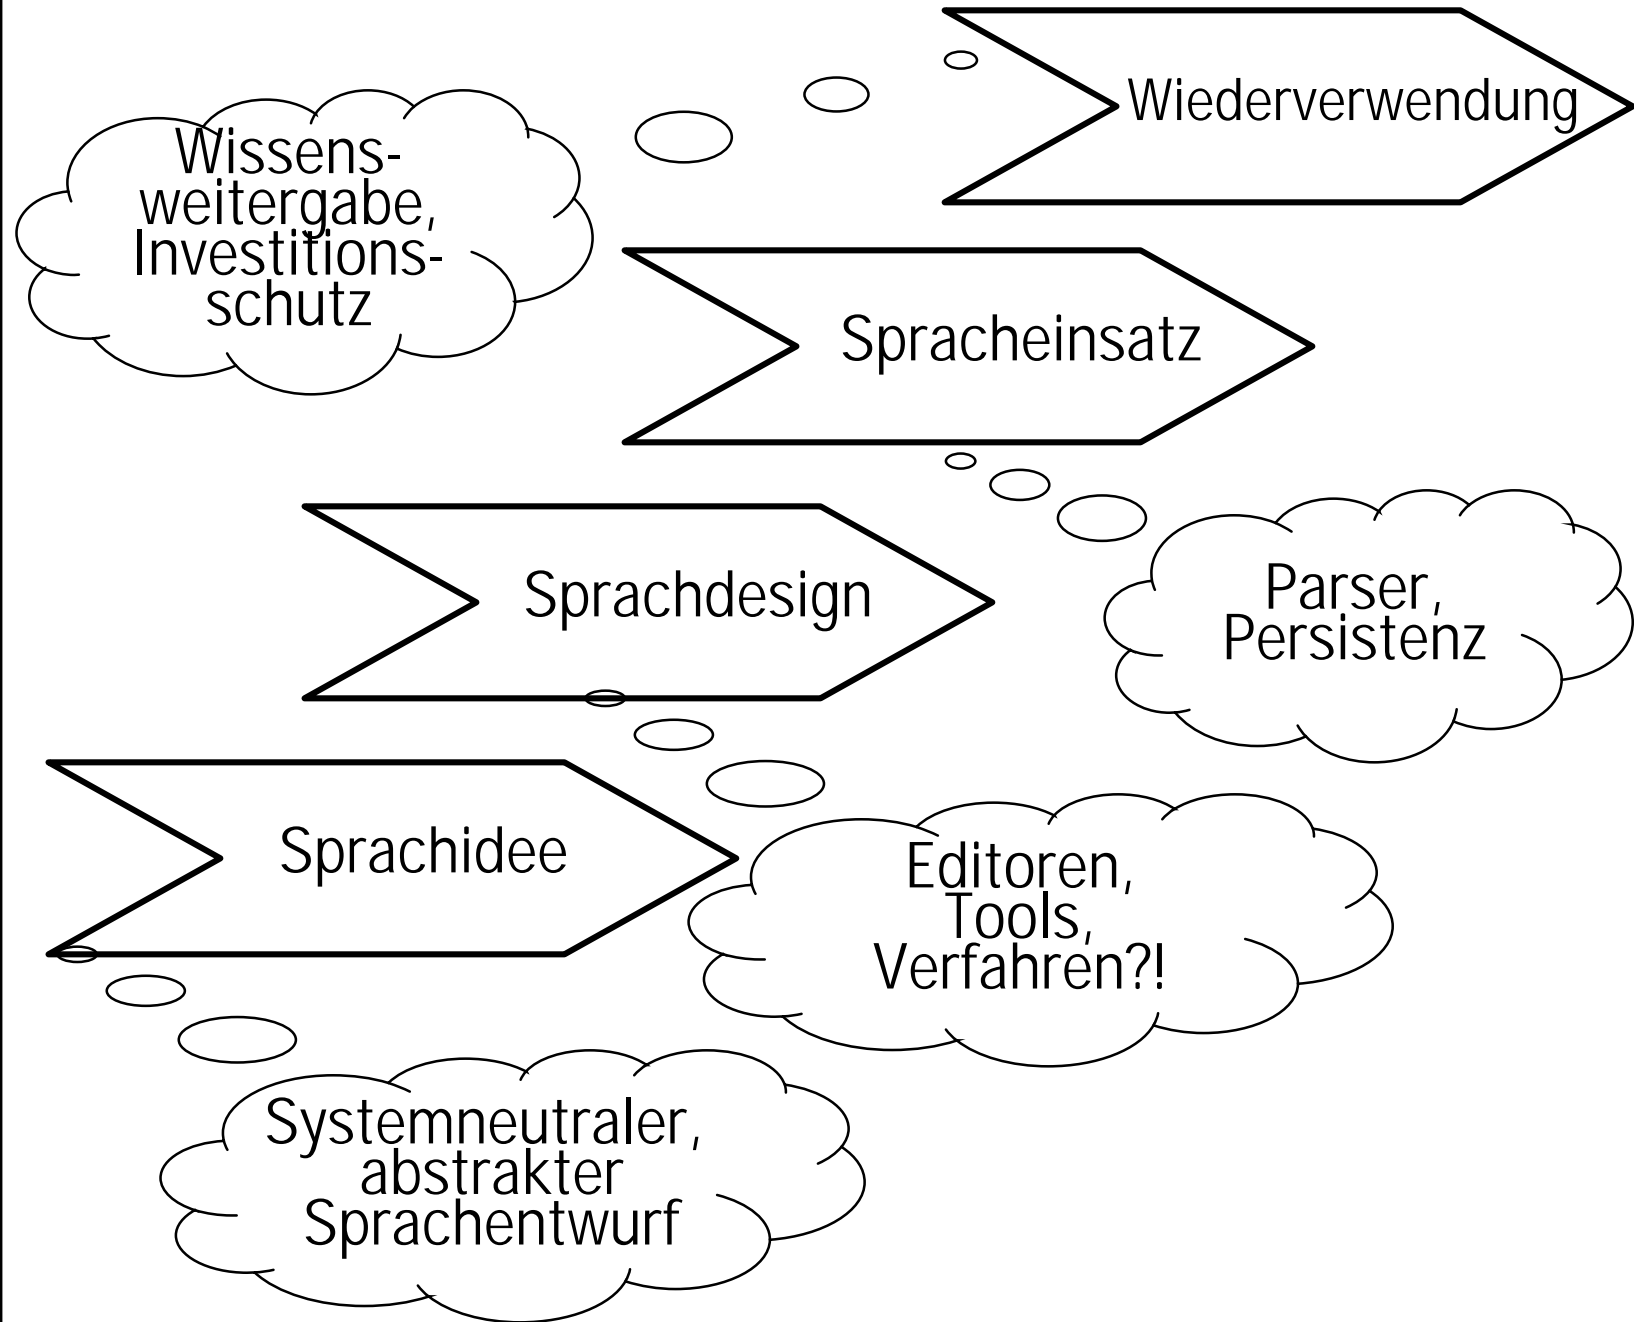 Wiederverwendung
Wissens-
weitergabe,
Investitions-
schutz
Spracheinsatz
Sprachdesign
Parser,
Persistenz
Sprachidee
Editoren,
Tools,
Verfahren?!
Systemneutraler,
abstrakter
Sprachentwurf